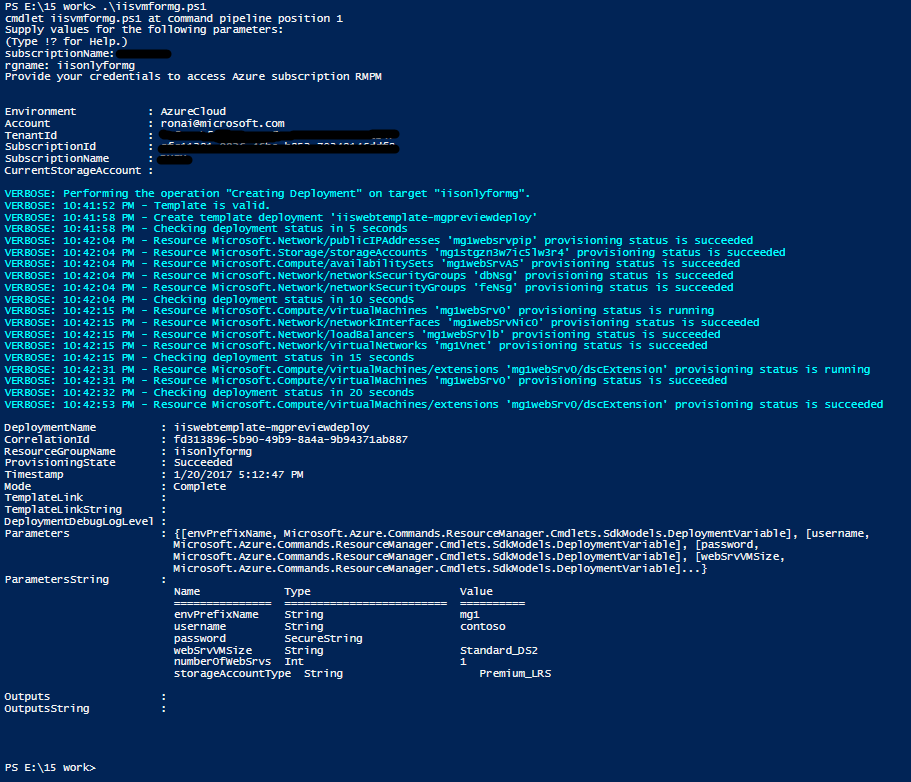 PS E:\15 work> .\iisvmformg.ps1
cmdlet iisvmformg.ps1 at command pipeline position 1
Supply values for the following parameters:
(Type !? for Help.)
subscriptionName:
rgname: iisonlyformg
Provide your credentials to access Azure subscription RMPM
Environment : AzureCloud
Account : ronai@microsoft.com
TenantId :
SubscriptionId :
SubscriptionName :
CurrentStorageAccount :
VERBOSE: Performing the operation "Creating Deployment" on target "iisonlyformg".
VERBOSE: 10:41:52 PM - Template is valid.
VERBOSE: 10:41:58 PM - Create template deployment 'iiswebtemplate-mgpreviewdeploy'
VERBOSE: 10:41:58 PM - Checking deployment status in 5 seconds
VERBOSE: 10:42:04 PM - Resource Microsoft.Network/publicIPAddresses 'mg1websrvpip' provisioning status is succeeded
VERBOSE: 10:42:04 PM - Resource Microsoft.Storage/storageAccounts 'mg1stgzn3w7ic5lw3r4' provisioning status is succeeded
VERBOSE: 10:42:04 PM - Resource Microsoft.Compute/availabilitySets 'mg1webSrvAS' provisioning status is succeeded
VERBOSE: 10:42:04 PM - Resource Microsoft.Network/networkSecurityGroups 'dbNsg' provisioning status is succeeded
VERBOSE: 10:42:04 PM - Resource Microsoft.Network/networkSecurityGroups 'feNsg' provisioning status is succeeded
VERBOSE: 10:42:04 PM - Checking deployment status in 10 seconds
VERBOSE: 10:42:15 PM - Resource Microsoft.Compute/virtualMachines 'mg1webSrv0' provisioning status is running
VERBOSE: 10:42:15 PM - Resource Microsoft.Network/networkInterfaces 'mg1webSrvNic0' provisioning status is succeeded
VERBOSE: 10:42:15 PM - Resource Microsoft.Network/loadBalancers 'mg1webSrvlb' provisioning status is succeeded
VERBOSE: 10:42:15 PM - Resource Microsoft.Network/virtualNetworks 'mg1Vnet' provisioning status is succeeded
VERBOSE: 10:42:15 PM - Checking deployment status in 15 seconds
VERBOSE: 10:42:31 PM - Resource Microsoft.Compute/virtualMachines/extensions 'mg1webSrv0/dscExtension' provisioning status is running
VERBOSE: 10:42:31 PM - Resource Microsoft.Compute/virtualMachines 'mg1webSrv0' provisioning status is succeeded
VERBOSE: 10:42:32 PM - Checking deployment status in 20 seconds
VERBOSE: 10:42:53 PM - Resource Microsoft.Compute/virtualMachines/extensions 'mg1webSrv0/dscExtension' provisioning status is succeeded
DeploymentName : iiswebtemplate-mgpreviewdeploy
CorrelationId : fd313896-5b90-49b9-8a4a-9b94371ab887
ResourceGroupName : iisonlyformg
ProvisioningState : Succeeded
Timestamp : 1/20/2017 5:12:47 PM
Mode : Complete
TemplateLink :
TemplateLinkString :
DeploymentDebugLogLevel :
Parameters : {[envPrefixName, Microsoft.Azure.Commands.ResourceManager.Cmdlets.SdkModels.DeploymentVariable], [username,
Microsoft.Azure.Commands.ResourceManager.Cmdlets.SdkModels.DeploymentVariable], [password,
Microsoft.Azure.Commands.ResourceManager.Cmdlets.SdkModels.DeploymentVariable], [webSrvVMSize,
Microsoft.Azure.Commands.ResourceManager.Cmdlets.SdkModels.DeploymentVariable]...}
ParametersString :
Name Type Value
=============== ========================= ==========
envPrefixName String mg1
username String contoso
password SecureString
webSrvVMSize String Standard_DS2
numberOfWebSrvs Int 1
storageAccountType String Premium_LRS
Outputs :
OutputsString :
PS E:\15 work>